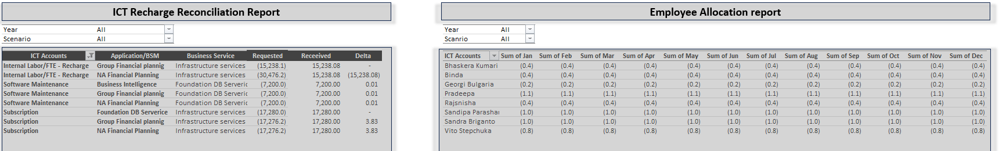 ICT Recharge Reconciliation Report
Year All
Scenario All
ICT Accounts Application/BSM Business Service Requested Receeived Delta
Internal Labor/FTE - Recharge Group Financial plannig Infrastructure services (15,238.1) 15,238.08 -
Internal Labor/FTE - Recharge NA Financial Planning Infrastructure services (30,476.2) 15,238.08 (15,238.08)
Software Maintenance Business Intelligence Foundation DB Serveric (7,200.0) 7,200.00 0.01
Software Maintenance Group Financial plannig Foundation DB Serveric (7,200.0) 7,200.00 0.01
Software Maintenance NA Financial Planning Foundation DB Serveric (7,200.0) 7,200.00 0.01
Subscription Foundation DB Serverice Infrastructure services (17,280.0) 17,280.00 -
Subscription Group Financial plannig Infrastructure services (17,276.2) 17,280.00 3.83
Subscription NA Financial Planning Infrastructure services (17,276.2) 17,280.00 3.83
Employee Allocation report
Year All
Scanrio All
ICT Accounts Sum of Jan Sum of Feb Sum of Mar Sum of Apr Sum of May Sum of Jun Sum of Jul Sum of Aug Sum of Sep Sum of Oct Sum of Nov Sum of Dec
Bhaskera Kumari (0.4) (0.4) (0.4) (0.4) (0.4) (0.4) (0.4) (0.4) (0.4) (0.4) (0.4) (0.4)
Binda (0.4) (0.4) (0.4) (0.4) (0.4) (0.4) (0.4) (0.4) (0.4) (0.4) (0.4) (0.4)
Georgi Bulgaria (0.2) (0.2) (0.2) (0.2) (0.2) (0.2) (0.2) (0.2) (0.2) (0.2) (0.2) (0.2)
Pradeepa (1.1) (1.1) (1.1) (1.1) (1.1) (1.1) (1.1) (1.1) (1.1) (1.1) (1.1) (1.1)
Rajsnisha (0.4) (0.4) (0.4) (0.4) (0.4) (0.4) (0.4) (0.4) (0.4) (0.4) (0.4) (0.4)
Sandipa Parashar (1.0) (1.0) (1.0) (1.0) (1.0) (1.0) (1.0) (1.0) (1.0) (1.0) (1.0) (1.0)
Sandra Briganto (1.0) (1.0) (1.0) (1.0) (1.0) (1.0) (1.0) (1.0) (1.0) (1.0) (1.0) (1.0)
Vito Stepchuka (0.8) (0.8) (0.8) (0.8) (0.8) (0.8) (0.8) (0.8) (0.8) (0.8) (0.8) (0.8)